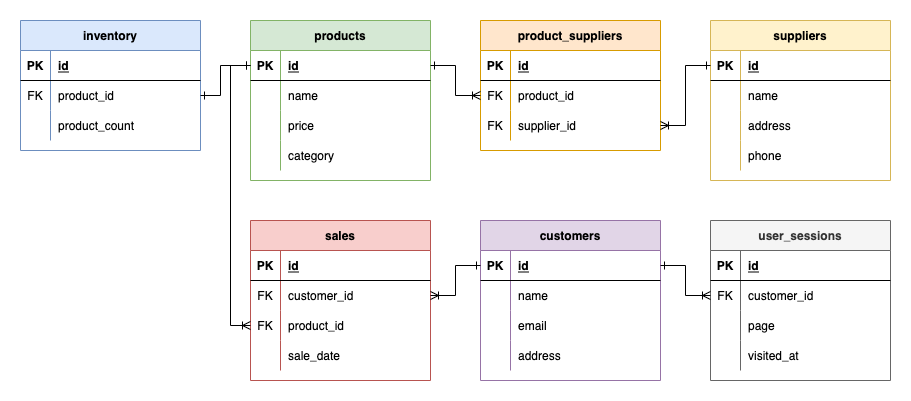 inventory
PK id
FK product_id
product_count
products
PK id
name
price
category
product_suppliers
PK id
FK product_id
FK supplier_id
suppliers
PK id
name
address
phone
sales
PK id
FK customer_id
FK product_id
sale_date
customers
PK id
name
email
address
user_sessions
PK id
FK customer_id
page
visited_at